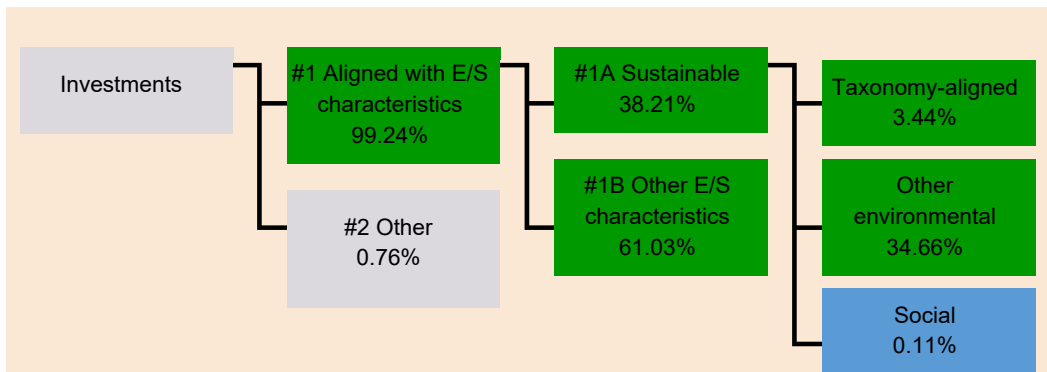 Investments
#1 Aligned with E/S
characteristics
99.24%
#2 Other
0.76%
#1A Sustainable
38.21%
#1B Other E/S
characteristics
61.03%
Taxonomy-aligned
3.44%
Other
environmental
34.66%
Social
0.11%